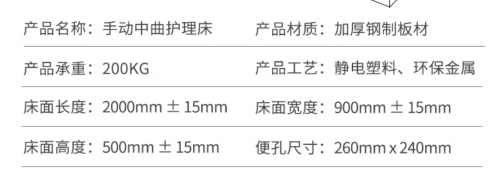 产品名称：手动中曲护理床 产品材质：加厚钢制板材
产品承重：200KG 产品工艺：静电塑料、环保金属
床面长度：2000mm ± 15mm 床面宽度：900mm ± 15mm
床面高度：500mm ± 15mm 便孔尺寸：260mm x 240mm